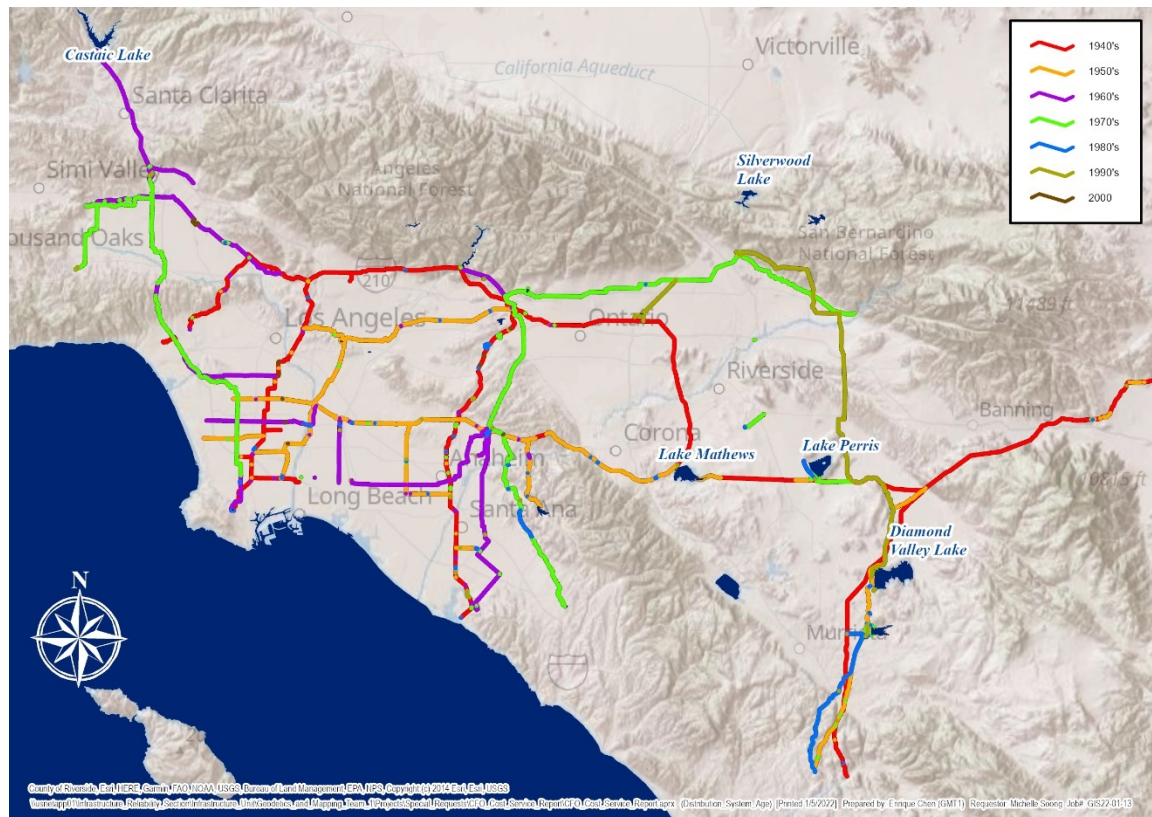 Castaic Lake
Santa Clarita
Simi Valle
ousand Oaks
Victorville
California Aqueduct
Angeles
National Forest
Silverwood
Lake
San Bernardino
National Forest
210
Los Angeles
Ontario
Riverside
Banning
Corona
Lake Mathews
Lake Perris
Anaheim
Long Beach
Santa Ana
Diamond
Valley Lake
N
1940's
1950's
1960's
1970's
1980's
1990's
2000
County of Riverside, Esri, HERE, Garmin, FAO, NOAA, USGS, Bureau of Land Management, EPA, NPS, Copyright:(c) 2014 Esri, Esri, USGS
(Distribution_System_Age) [Printed 1/5/2022] Prepared by: Enrique Chen (GMT1) Requestor: Michelle Soong Job#: GIS22-01-13